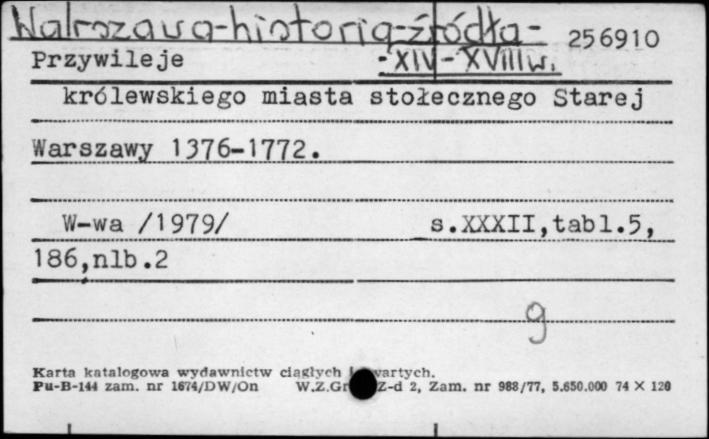 Warszawa-historia-źródła- 256910
Przywileje -XIV-XVIII w.
królewskiego miasta stołecznego Starej
Warszawy 1376-1772.
W-wa /1979/ s.XXXII,tabl.5,
186,nlb.2
g
Karta katalogowa wydawnictw ciągłych
Pu-B-144 zam. nr 1674/DW/On W.Z.Gr Z-d 2, Zam. nr 988/77, 5.650.000 74 X 120